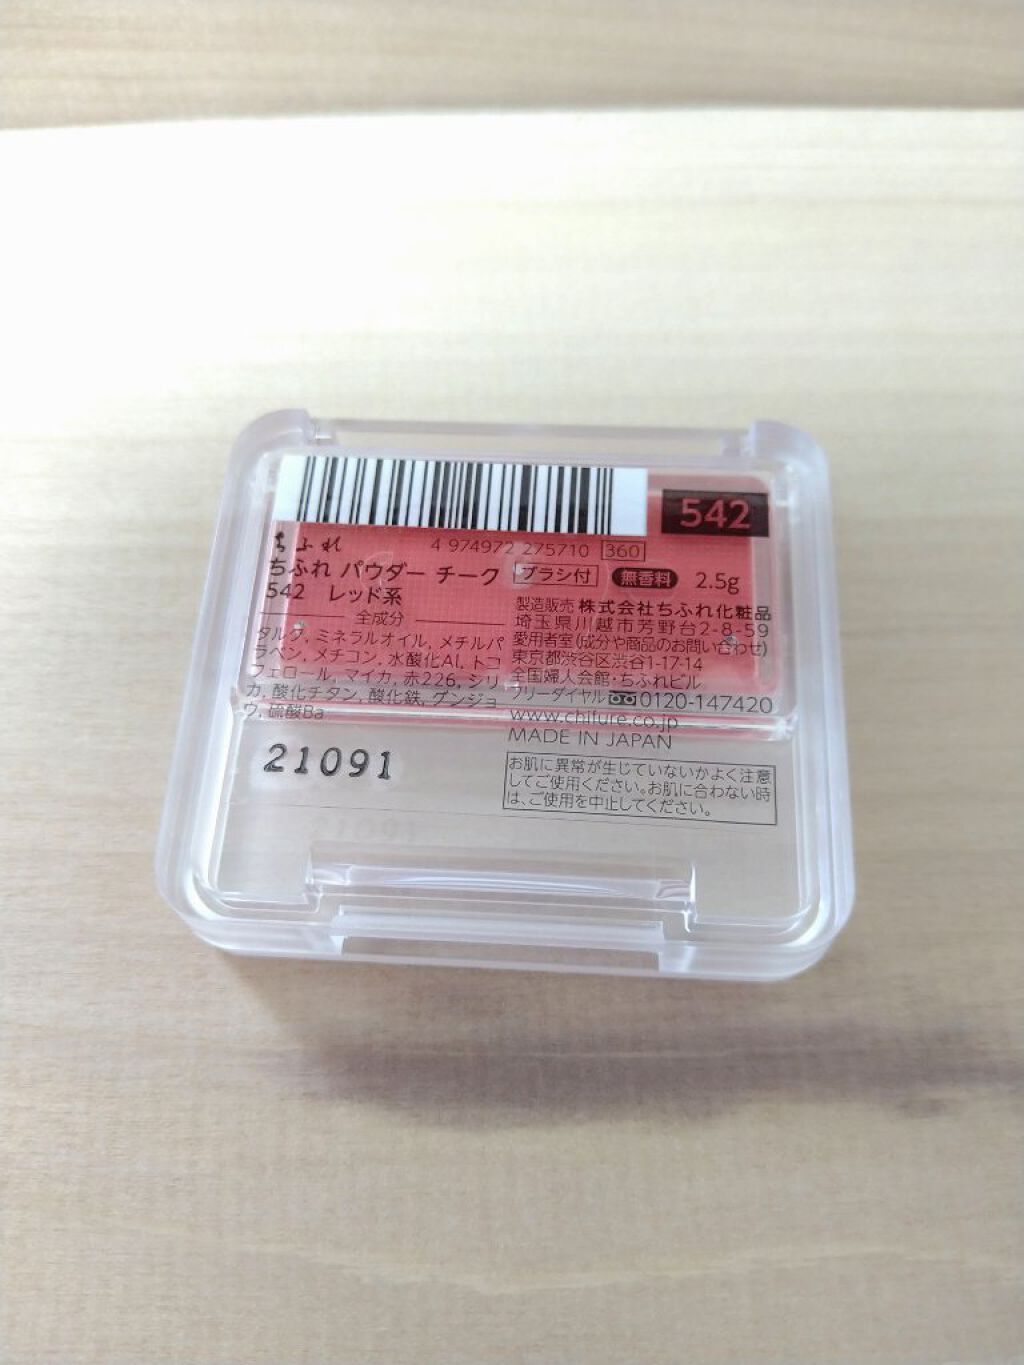 542
ちふれ
4 974972 275710 360
ちふれ パウダー チーク ブラシ付 無香料 2.5g
542 レッド系
全成分
タルク, ミネラルオイル, メチルパ
ラベン, メチコン, 水酸化Al, トコ
フェロール, マイカ, 赤226, シリ
カ, 酸化チタン, 酸化鉄, グンジョ
ウ, 硫酸Ba
製造販売 株式会社ちふれ化粧品
埼玉県川越市芳野台2-8-59
愛用者室(成分や商品のお問い合わせ)
東京都渋谷区渋谷1-17-14
全国婦人会館・ちふれビル
フリーダイヤル 0120-147420
www.chifure.co.jp
MADE IN JAPAN
21091
お肌に異常が生じていないかよく注意
してご使用ください。お肌に合わない時
は、ご使用を中止してください。